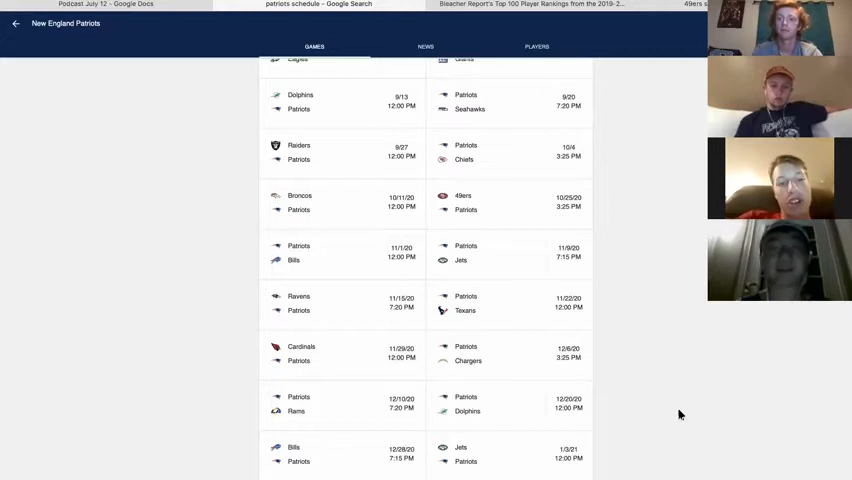 Podcast July 12 – Google Docs
patriots schedule - Google Search
Bleacher Report's Top 100 Player Rankings from the 2019-2...
49ers s
New England Patriots
GAMES
NEWS
PLAYERS
Eagles
Giants
Dolphins
Patriots
9/13
12:00 PM
Patriots
Seahawks
9/20
7:20 PM
Raiders
Patriots
9/27
12:00 PM
Patriots
Chiefs
10/4
3:25 PM
Broncos
Patriots
10/11/20
12:00 PM
49ers
Patriots
10/25/20
3:25 PM
Patriots
Bills
11/1/20
12:00 PM
Patriots
Jets
11/9/20
7:15 PM
Ravens
Patriots
11/15/20
7:20 PM
Patriots
Texans
11/22/20
12:00 PM
Cardinals
Patriots
11/29/20
12:00 PM
Patriots
Chargers
12/6/20
3:25 PM
Patriots
Rams
12/10/20
7:20 PM
Patriots
Dolphins
12/20/20
12:00 PM
Bills
Patriots
12/28/20
7:15 PM
Jets
Patriots
1/3/21
12:00 PM